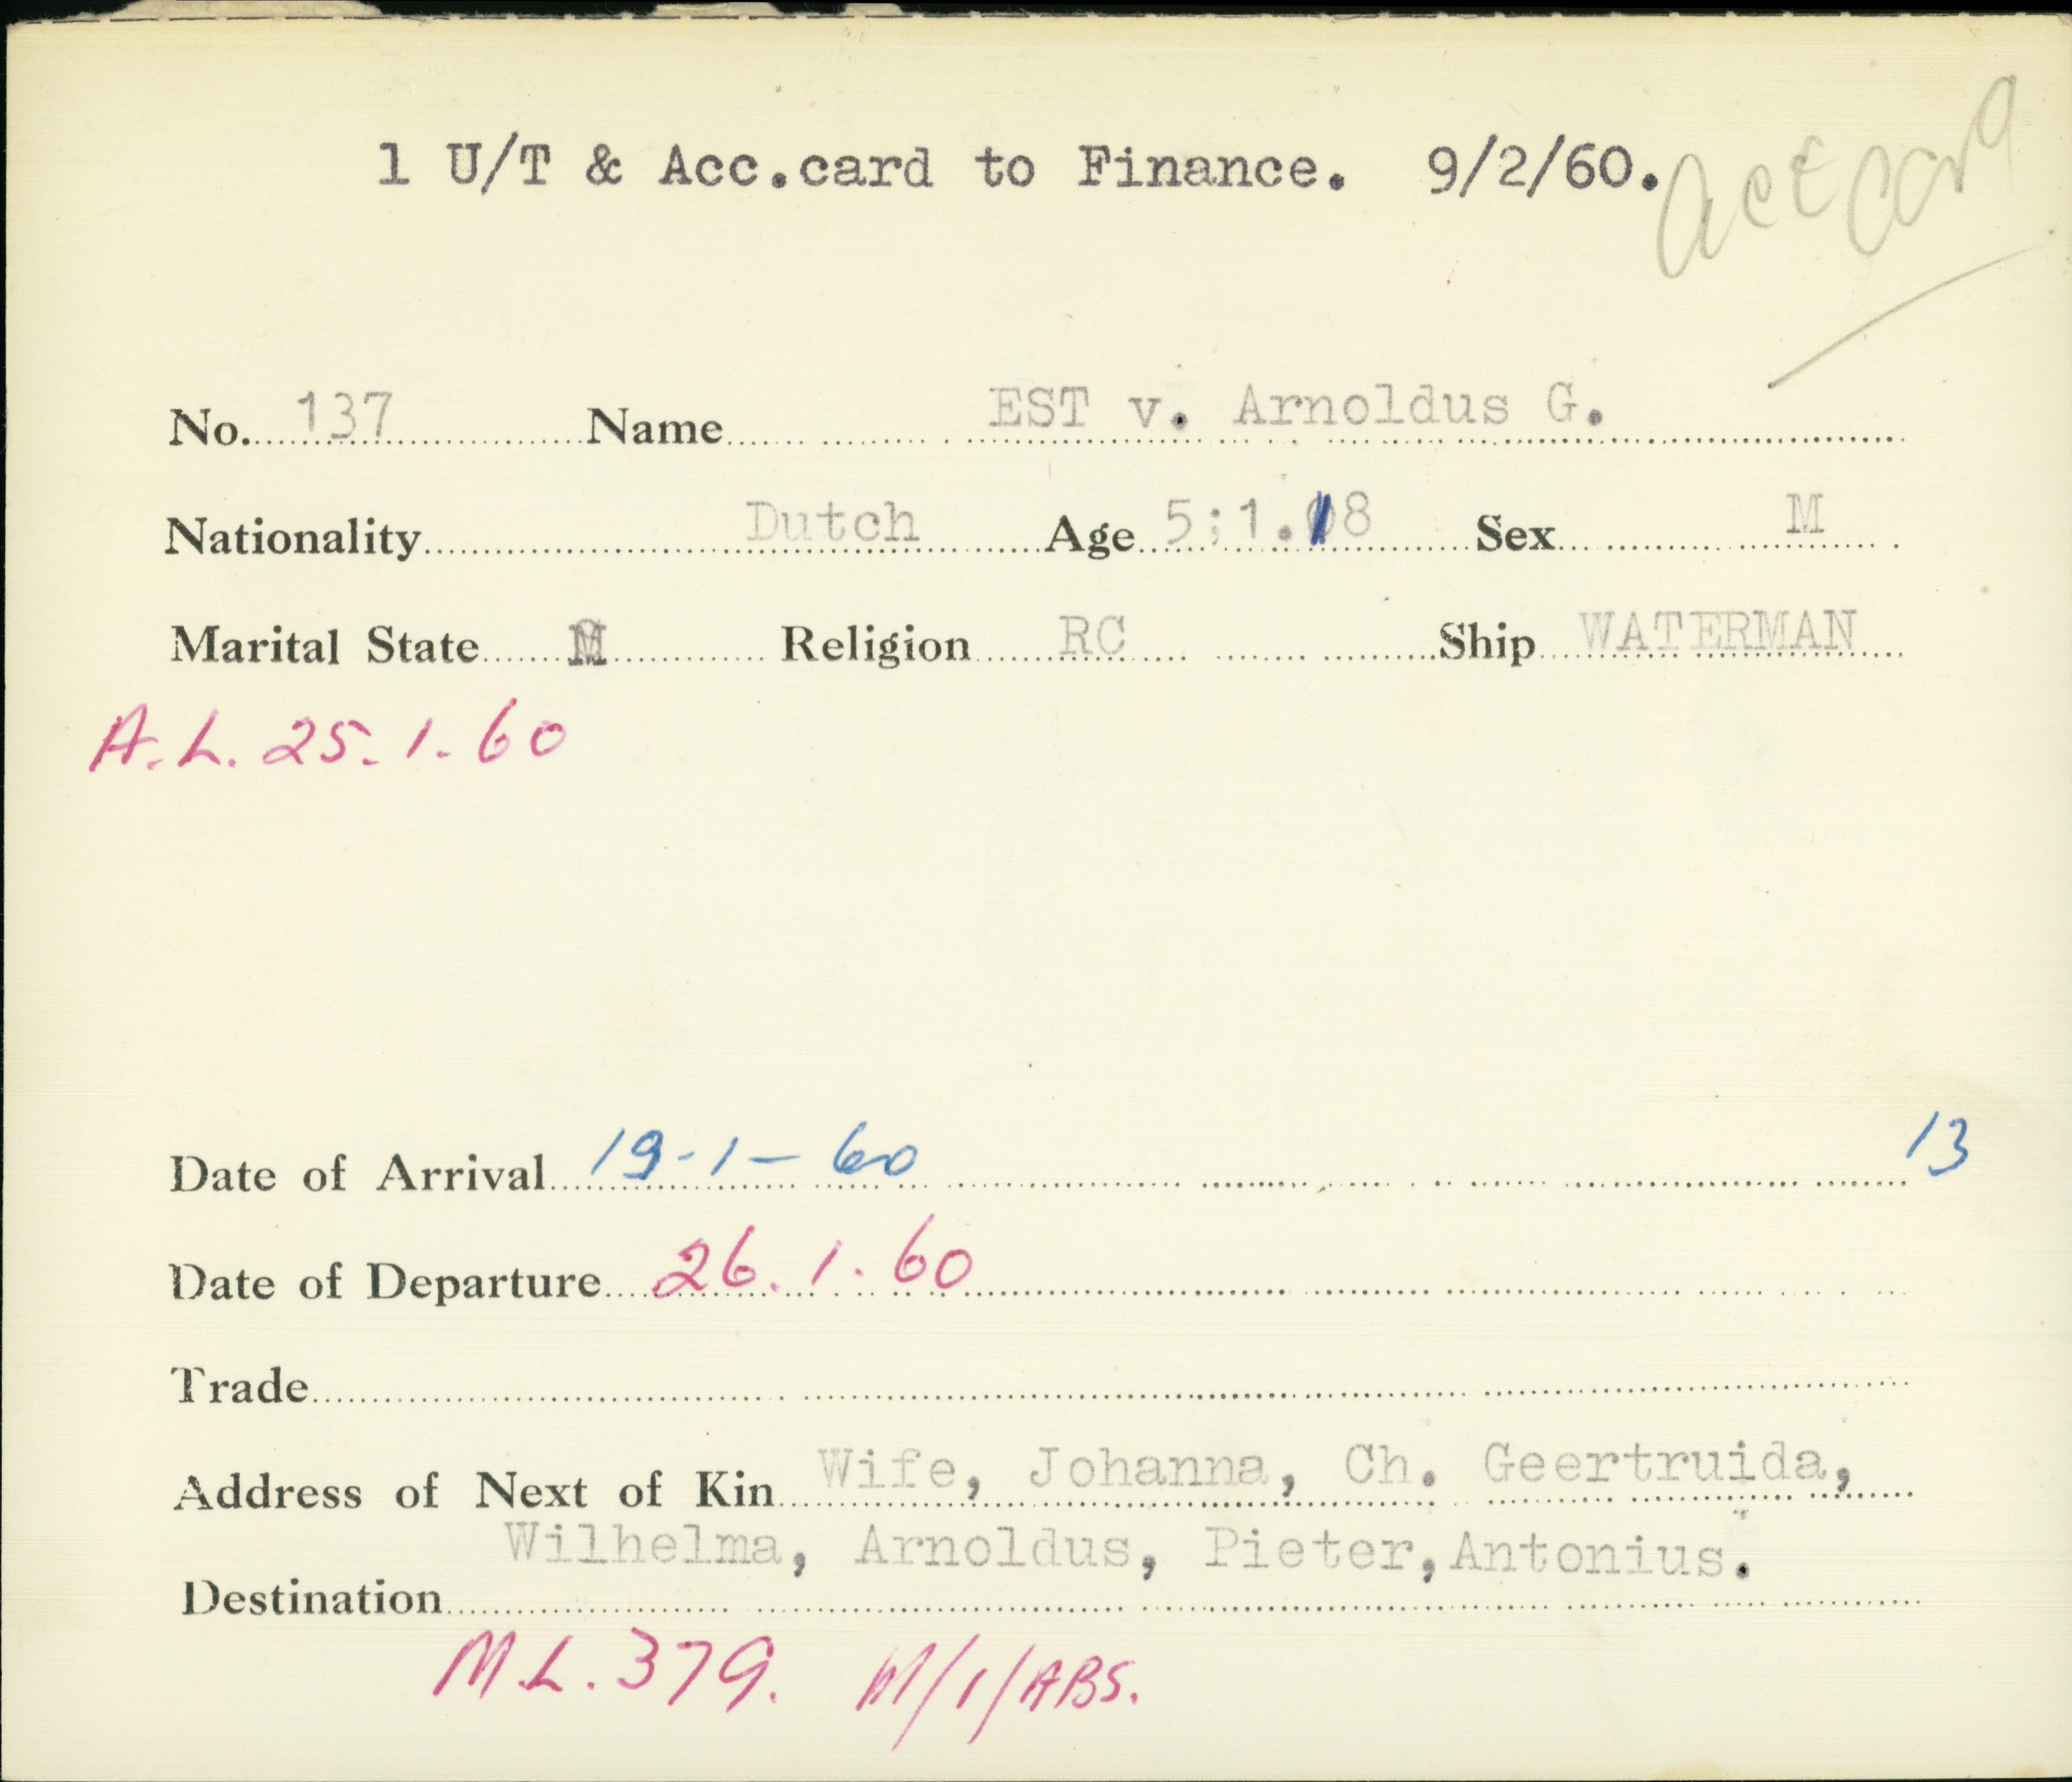 1 U/T & Acc.card to Finance. 9/2/60.
Act card
No. 137 Name EST v. Arnoldus G.
Nationality Dutch Age 5:1.18 Sex M
Marital State M Religion RC Ship WATERMAN
A.L. 25.1.60
Date of Arrival 19-1-60 13
Date of Departure 26.1.60
Trade
Address of Next of Kin Wife, Johanna, Ch. Geertruida,
Wilhelma, Arnoldus, Pieter, Antonius.
Destination
M.L. 379. M/1/ABS.